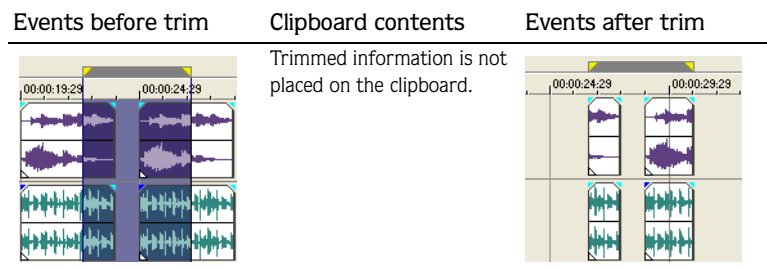 Events before trim
Clipboard contents
Events after trim
Trimmed information is not
placed on the clipboard.
00:00:19:29
00:00:24:29
00:00:24:29
00:00:29:29